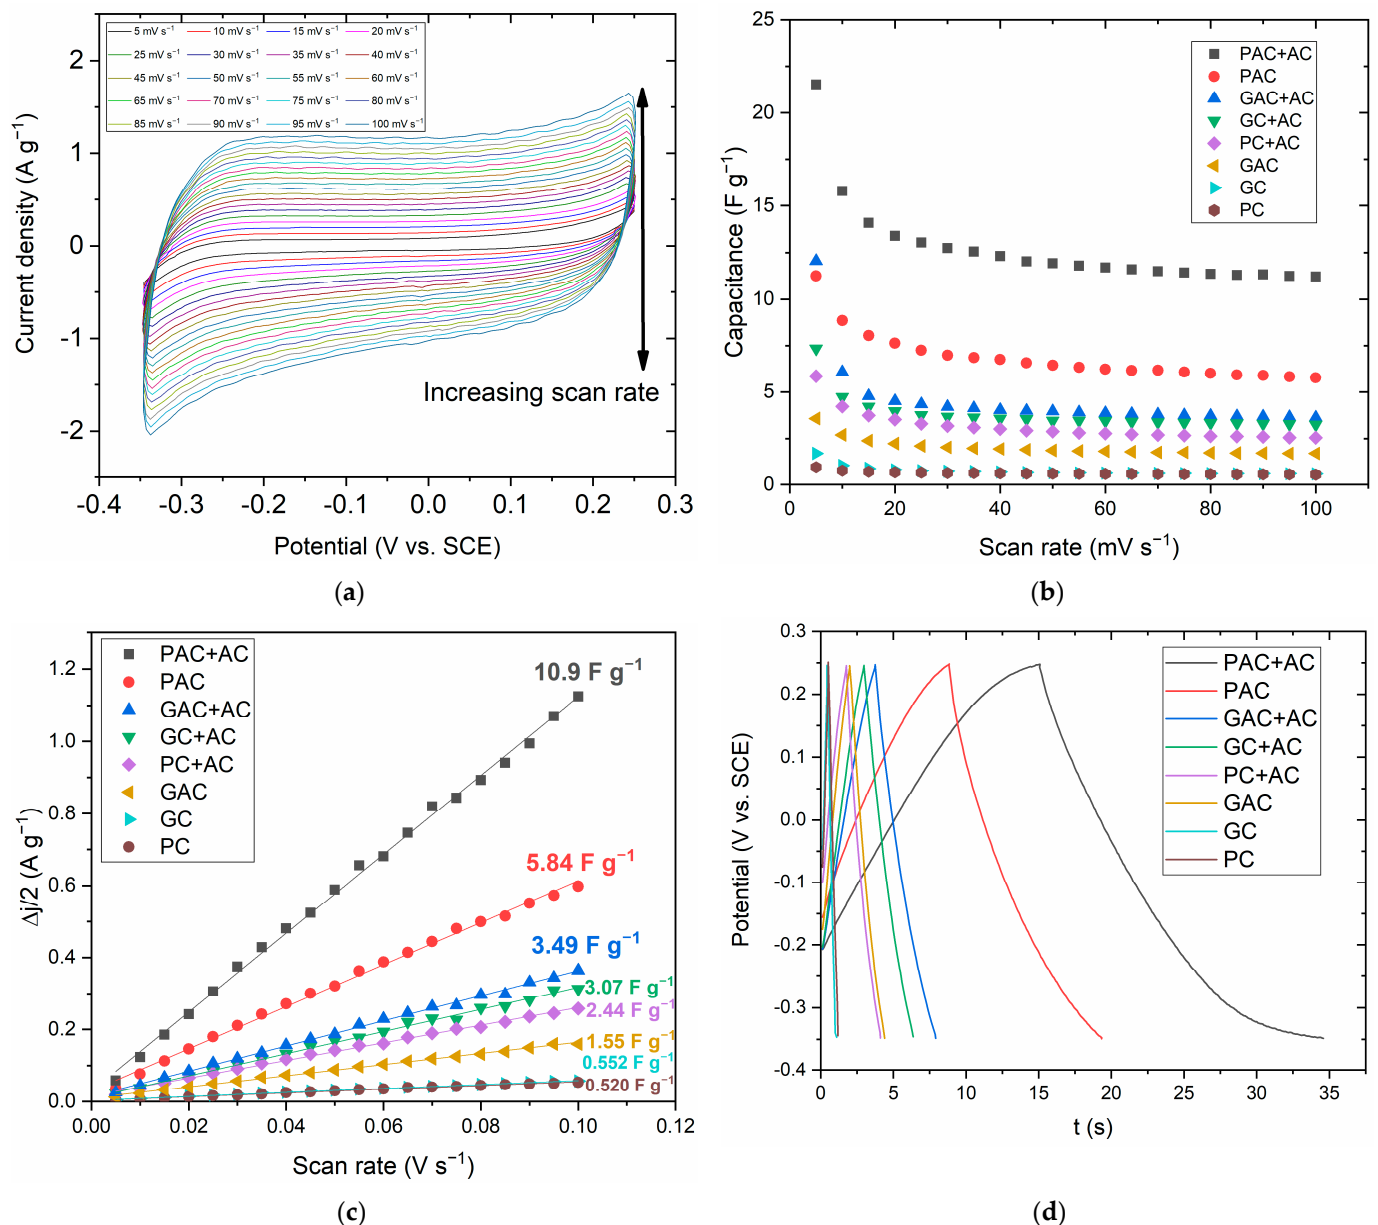 5 mV s⁻¹ 10 mV s⁻¹ 15 mV s⁻¹ 20 mV s⁻¹
25 mV s⁻¹ 30 mV s⁻¹ 35 mV s⁻¹ 40 mV s⁻¹
45 mV s⁻¹ 50 mV s⁻¹ 55 mV s⁻¹ 60 mV s⁻¹
65 mV s⁻¹ 70 mV s⁻¹ 75 mV s⁻¹ 80 mV s⁻¹
85 mV s⁻¹ 90 mV s⁻¹ 95 mV s⁻¹ 100 mV s⁻¹
2
1
0
-1
-2
Current density (A g⁻¹)
Increasing scan rate
-0.4 -0.3 -0.2 -0.1 0.0 0.1 0.2 0.3
Potential (V vs. SCE)
(a)
25
20
15
10
5
0
Capacitance (F g⁻¹)
PAC+AC
PAC
GAC+AC
GC+AC
PC+AC
GAC
GC
PC
0 20 40 60 80 100
Scan rate (mV s⁻¹)
(b)
1.2
1.0
0.8
0.6
0.4
0.2
0.0
Δj/2 (A g⁻¹)
PAC+AC
PAC
GAC+AC
GC+AC
PC+AC
GAC
GC
PC
10.9 F g⁻¹
5.84 F g⁻¹
3.49 F g⁻¹
3.07 F g⁻¹
2.44 F g⁻¹
1.55 F g⁻¹
0.552 F g⁻¹
0.520 F g⁻¹
0.00 0.02 0.04 0.06 0.08 0.10 0.12
Scan rate (V s⁻¹)
(c)
0.3
0.2
0.1
0.0
-0.1
-0.2
-0.3
-0.4
Potential (V vs. SCE)
PAC+AC
PAC
GAC+AC
GC+AC
PC+AC
GAC
GC
PC
0 5 10 15 20 25 30 35
t (s)
(d)